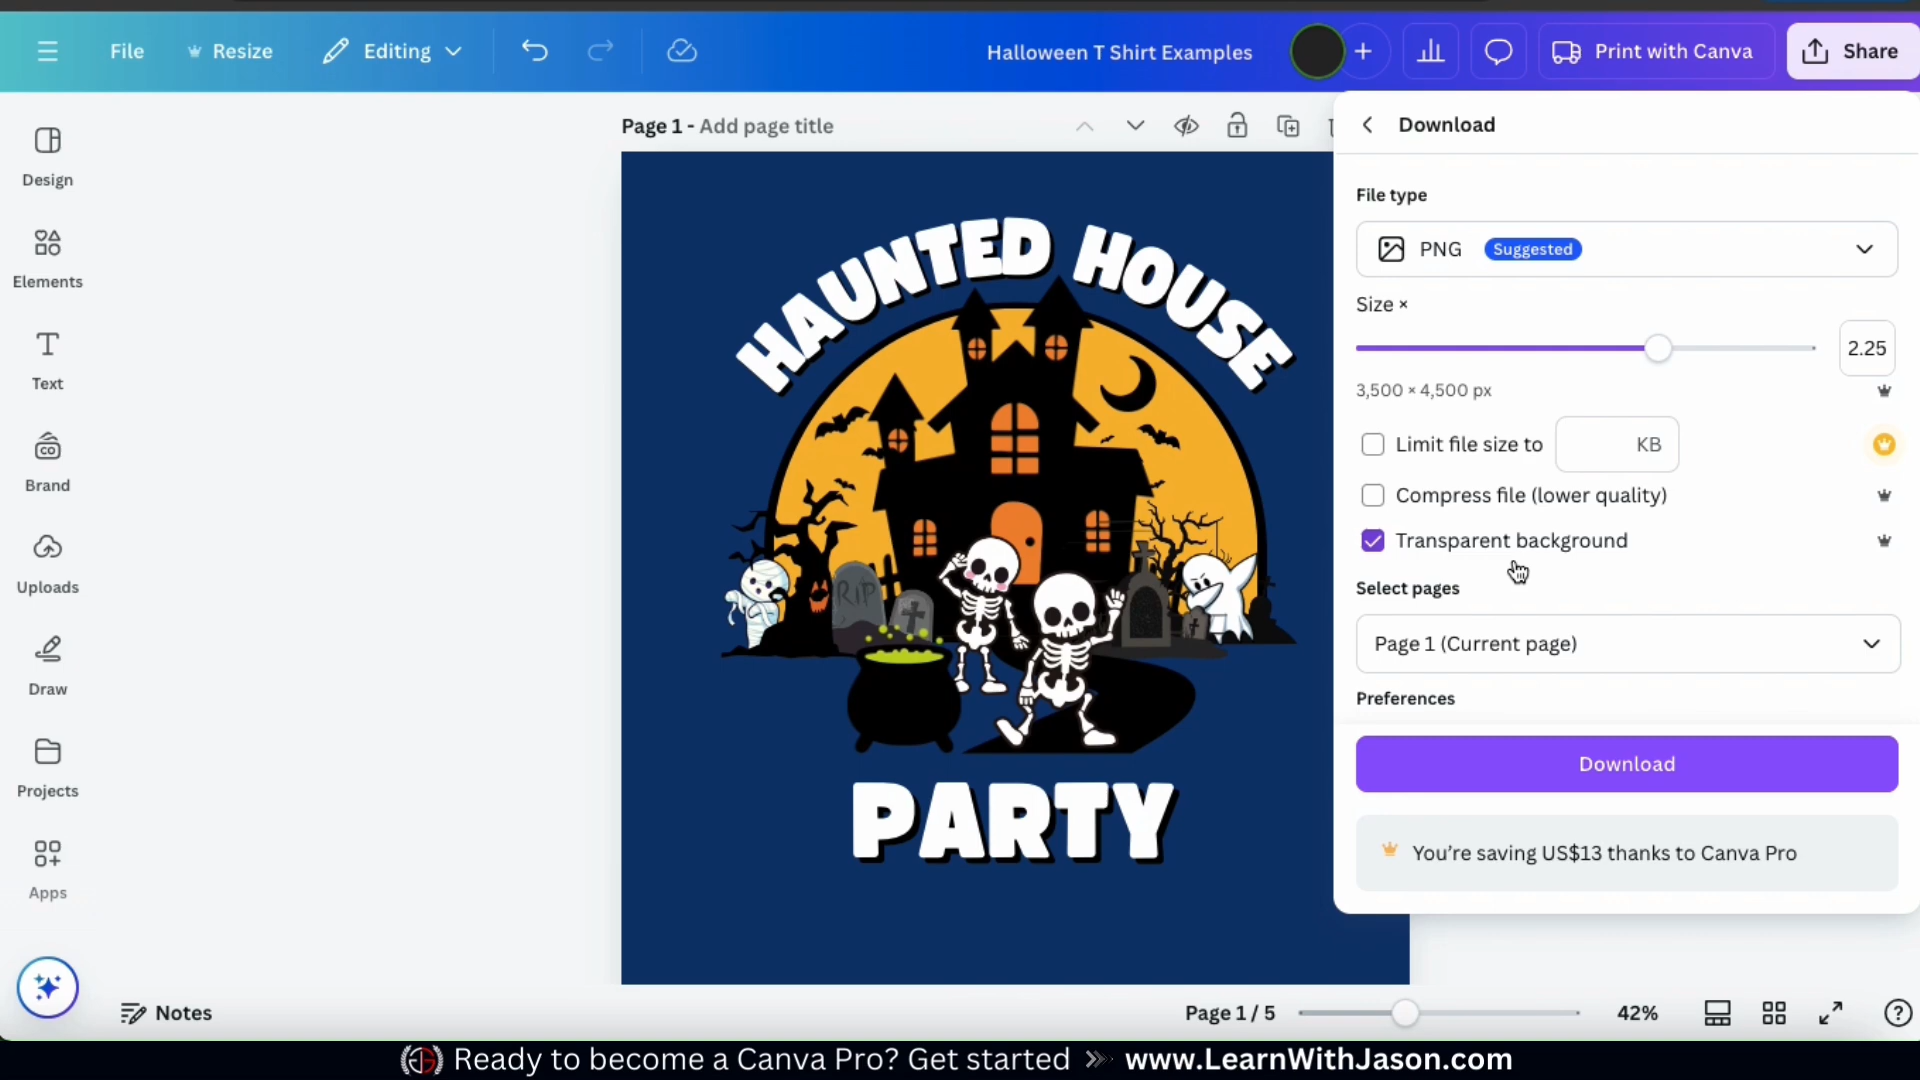 File
Resize
Editing
Halloween T Shirt Examples
Print with Canva
Share
Design
Elements
Text
Brand
Uploads
Draw
Projects
Apps
Page 1 - Add page title
HAUNTED HOUSE
RIP
PARTY
Download
File type
PNG Suggested
Size ×
2.25
3,500 × 4,500 px
Limit file size to KB
Compress file (lower quality)
Transparent background
Select pages
Page 1 (Current page)
Preferences
Download
You’re saving US$13 thanks to Canva Pro
Notes
Page 1 / 5
42%
Ready to become a Canva Pro? Get started www.LearnWithJason.com